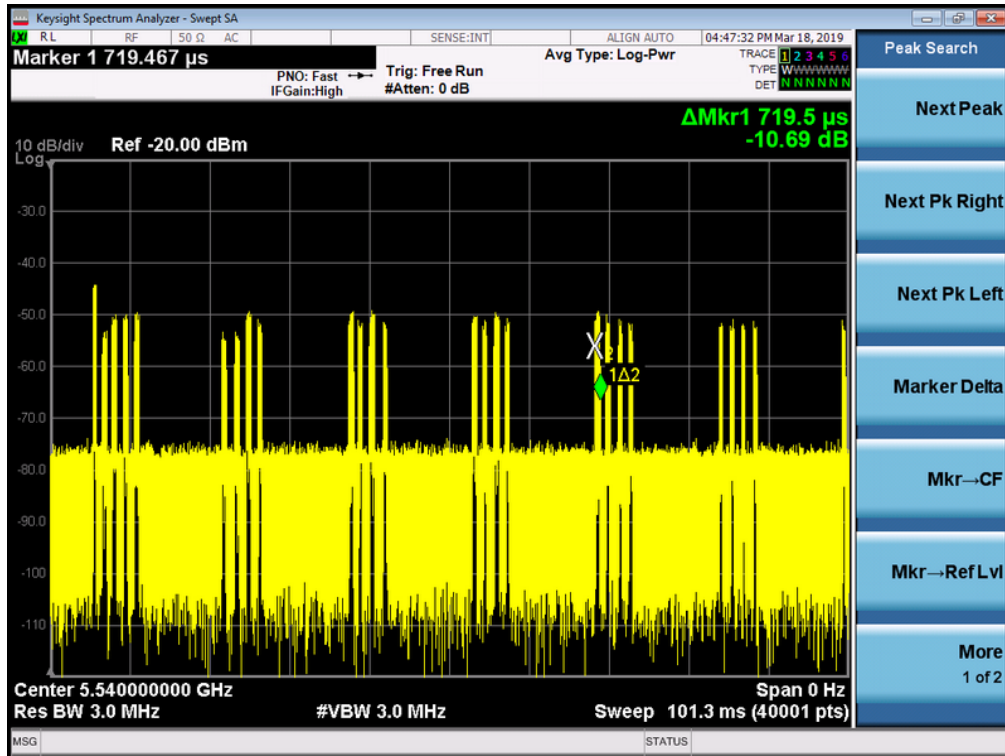 Keysight Spectrum Analyzer - Swept SA
LXI RL RF 50 Ω AC SENSE:INT ALIGN AUTO 04:47:32 PM Mar 18, 2019
Marker 1 719.467 µs
PNO: Fast
IFGain:High
Trig: Free Run
#Atten: 0 dB
Avg Type: Log-Pwr
TRACE 1 2 3 4 5 6
TYPE WWWWWW
DET N N N N N N
ΔMkr1 719.5 µs
-10.69 dB
10 dB/div Ref -20.00 dBm
Log
-30.0
-40.0
-50.0
-60.0
-70.0
-80.0
-90.0
-100
-110
2
1Δ2
Center 5.540000000 GHz Span 0 Hz
Res BW 3.0 MHz #VBW 3.0 MHz Sweep 101.3 ms (40001 pts)
MSG STATUS
Peak Search
Next Peak
Next Pk Right
Next Pk Left
Marker Delta
Mkr→CF
Mkr→Ref Lvl
More
1 of 2